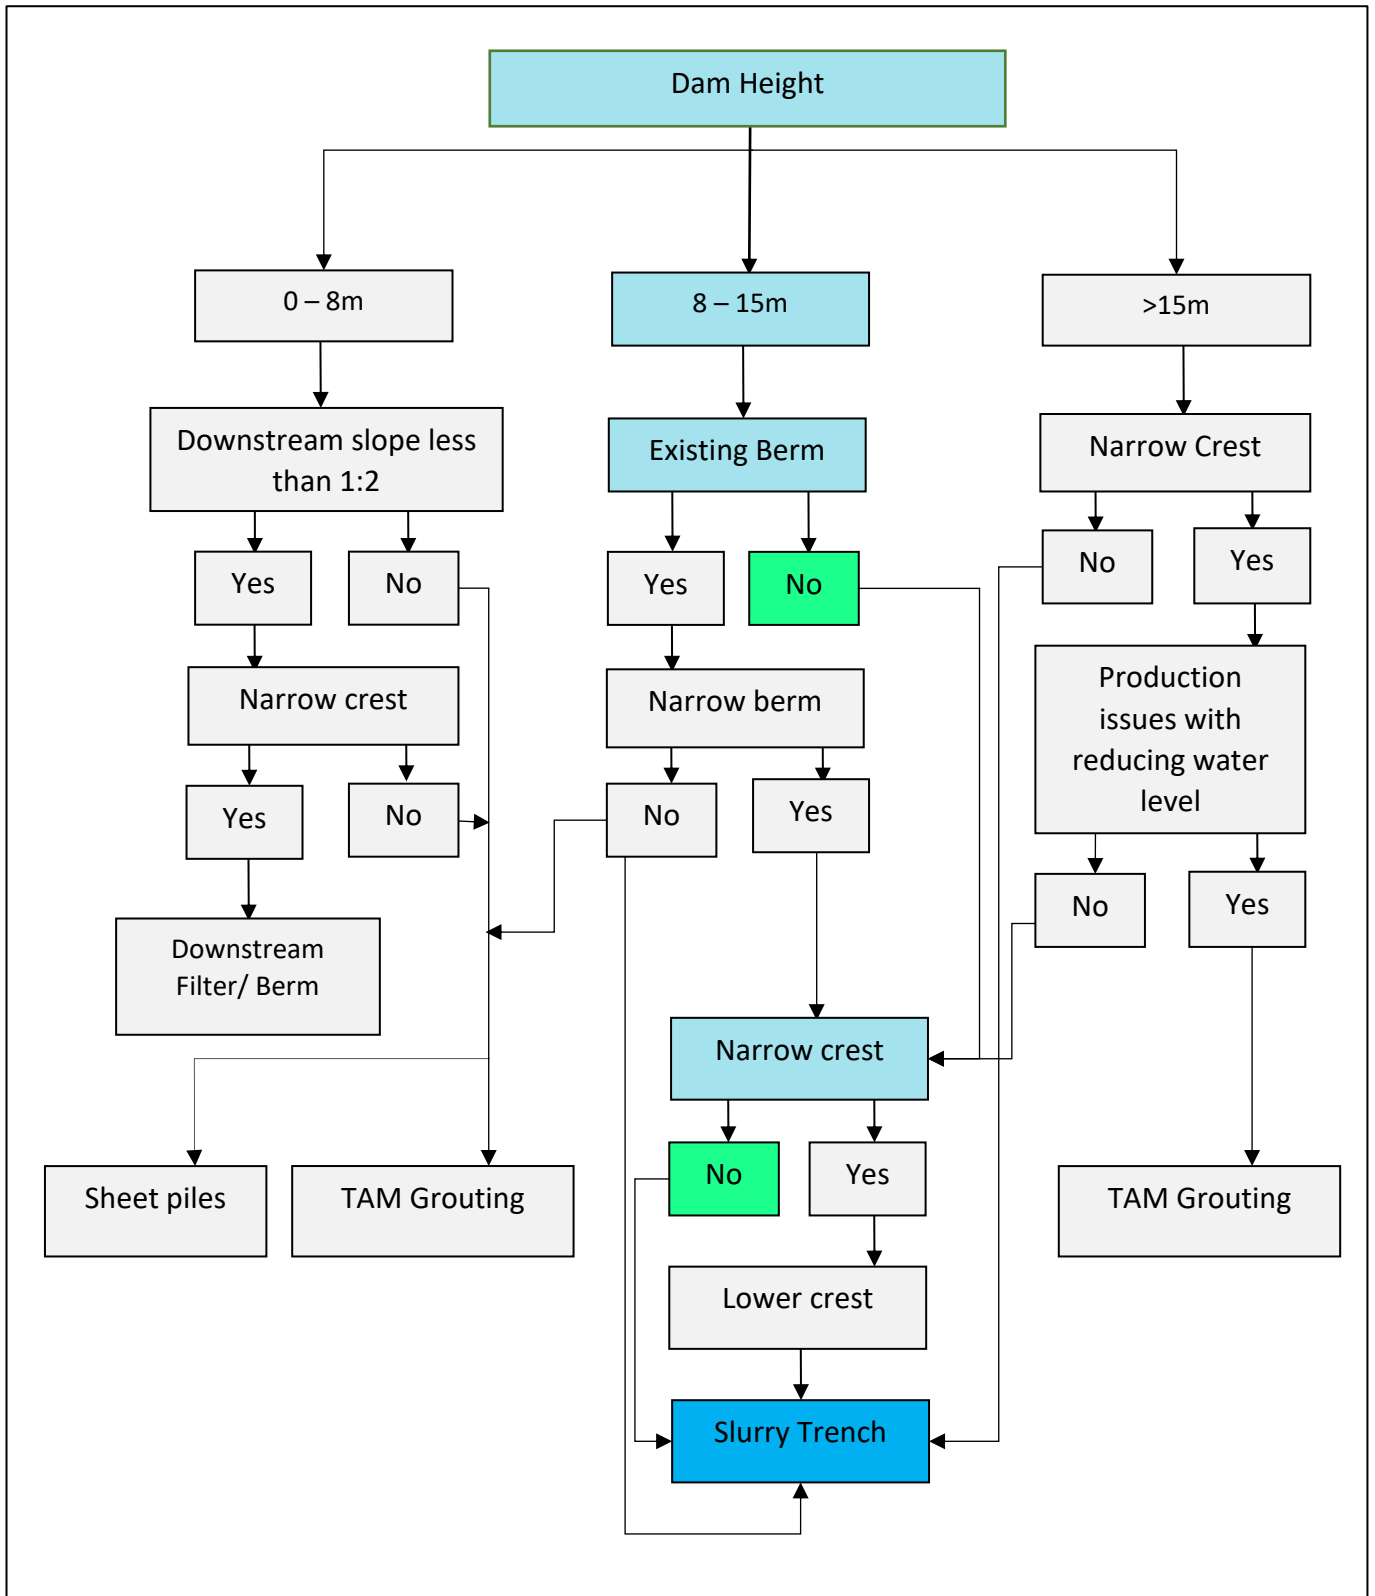 Dam Height
0 – 8m
8 – 15m
>15m
Downstream slope less
than 1:2
Existing Berm
Narrow Crest
Yes
No
Yes
No
No
Yes
Narrow crest
Narrow berm
Production
issues with
reducing water
level
Yes
No
No
Yes
No
Yes
Downstream
Filter/ Berm
Narrow crest
No
Yes
Sheet piles
TAM Grouting
TAM Grouting
Lower crest
Slurry Trench